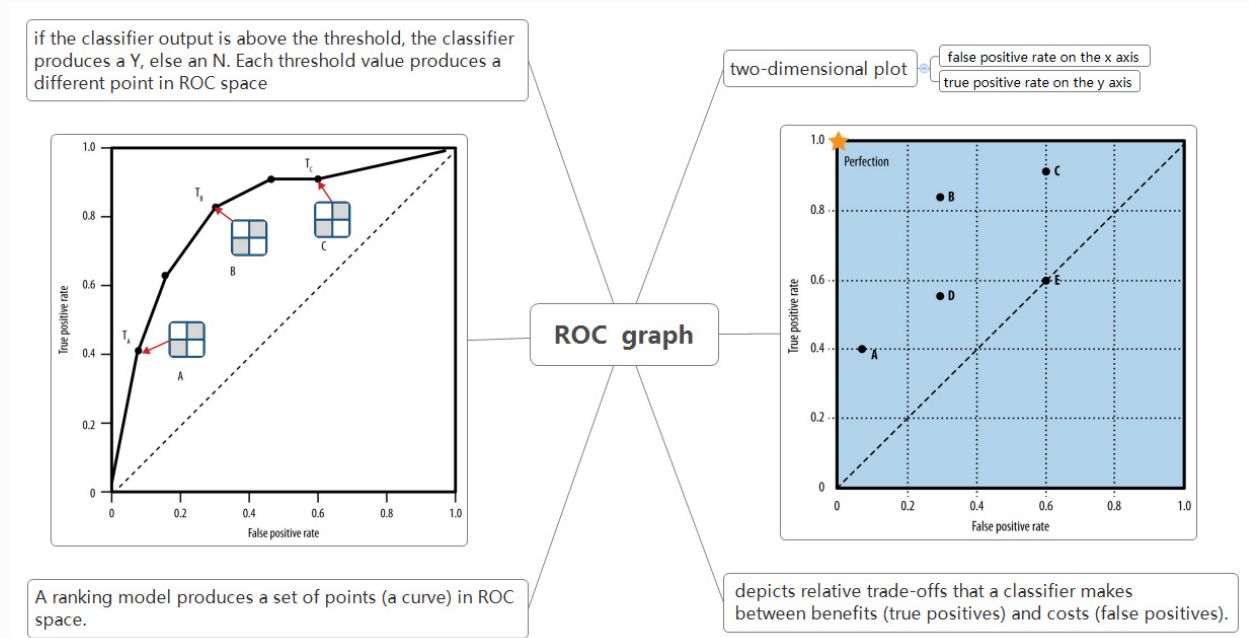 if the classifier output is above the threshold, the classifier
produces a Y, else an N. Each threshold value produces a
different point in ROC space
two-dimensional plot
false positive rate on the x axis
true positive rate on the y axis
1.0
0.8
0.6
0.4
0.2
0
True positive rate
T_A
T_B
T_C
A
B
C
0
0.2
0.4
0.6
0.8
1.0
False positive rate
ROC graph
1.0
0.8
0.6
0.4
0.2
0
True positive rate
Perfection
C
B
E
D
A
0
0.2
0.4
0.6
0.8
1.0
False positive rate
A ranking model produces a set of points (a curve) in ROC
space.
depicts relative trade-offs that a classifier makes
between benefits (true positives) and costs (false positives).